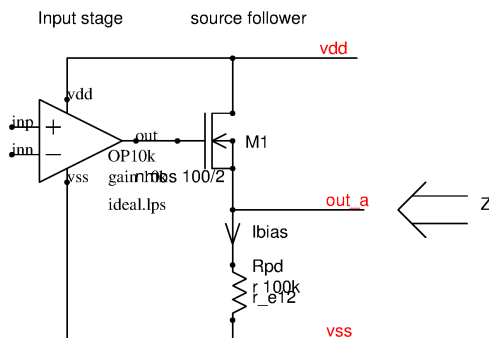 Input stage
source follower
vdd
vdd
inp
out
M1
inn
OP10k
vss
gain 10k
nmos 100/2
ideal.lps
out_a
Z
Ibias
Rpd
r 100k
r_e12
vss